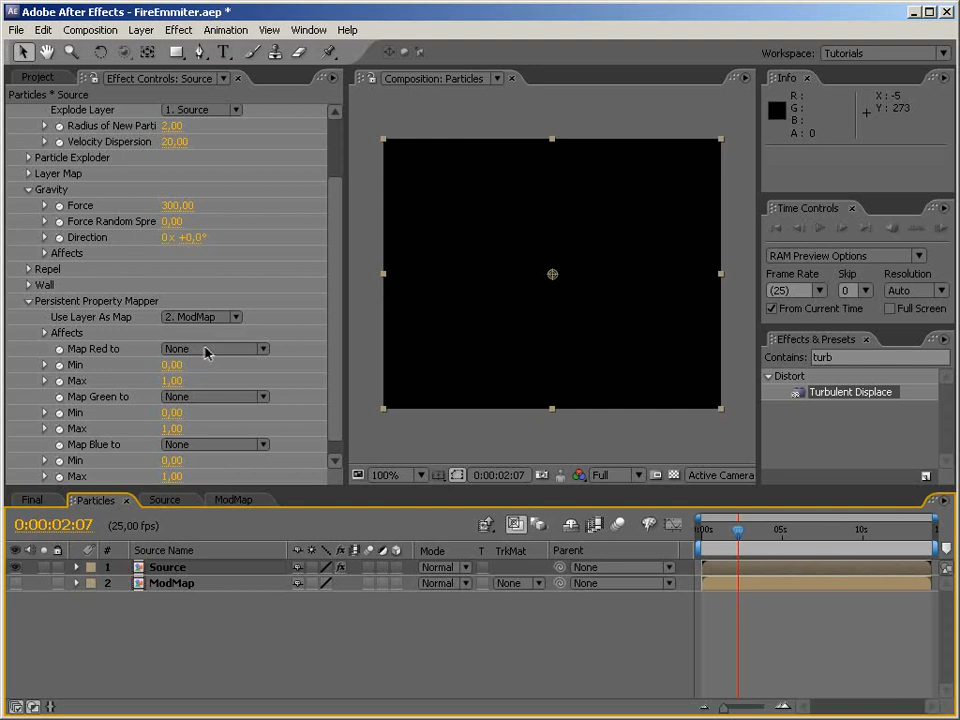 Adobe After Effects - FireEmmiter.aep *
File Edit Composition Layer Effect Animation View Window Help
Workspace: Tutorials
Project Effect Controls: Source
Composition: Particles
Info
Particles * Source
R:
G:
B:
A: 0
X: -5
Y: 273
Explode Layer 1. Source
Radius of New Parti 2,00
Velocity Dispersion 20,00
Particle Exploder
Layer Map
Gravity
Force 300,00
Force Random Spre 0,00
Direction 0x +0,0°
Affects
Repel
Wall
Persistent Property Mapper
Use Layer As Map 2. ModMap
Affects
Map Red to None
Min 0,00
Max 1,00
Map Green to None
Min 0,00
Max 1,00
Map Blue to None
Min 0,00
Max 1,00
Time Controls
RAM Preview Options
Frame Rate Skip Resolution
(25) 0 Auto
From Current Time Full Screen
Effects & Presets
Contains: turb
Distort
Turbulent Displace
100% 0:00:02:07 Full Active Camera
Final Particles Source ModMap
0:00:02:07 (25,00 fps)
:00s 05s 10s
# Source Name Mode T TrkMat Parent
1 Source Normal None
2 ModMap Normal None None